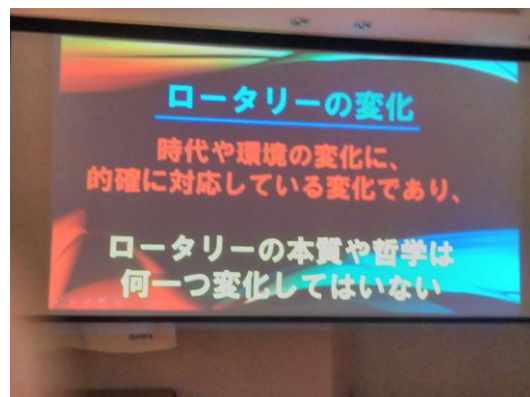 ロータリーの変化
時代や環境の変化に、
的確に対応している変化であり、
ロータリーの本質や哲学は
何一つ変化してはいない